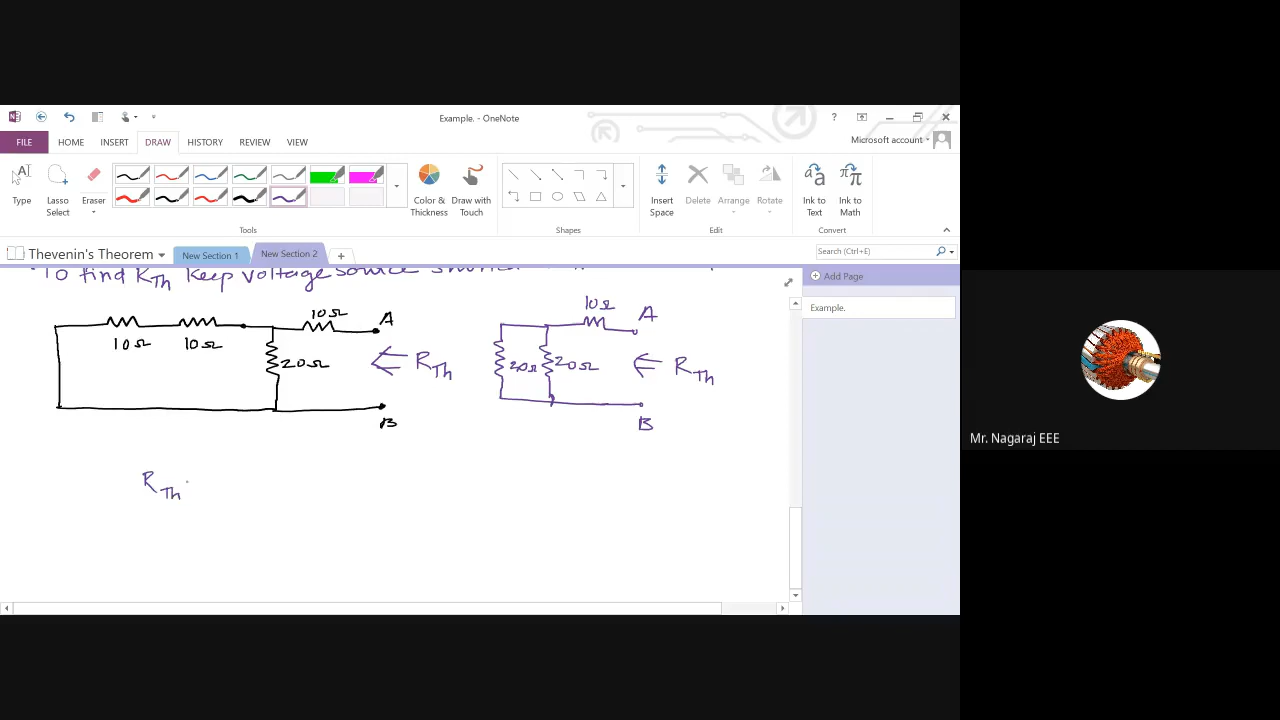 Example. - OneNote
?
FILE HOME INSERT DRAW HISTORY REVIEW VIEW
Microsoft account
Type
Lasso Select
Eraser
Color & Thickness
Draw with Touch
Insert Space
Delete
Arrange
Rotate
Ink to Text
Ink to Math
Tools
Shapes
Edit
Convert
Thevenin's Theorem
New Section 1
New Section 2
Search (Ctrl+E)
To find RTh Keep voltage source
Add Page
Example.
10Ω
10Ω
10Ω
A
20Ω
B
RTh
10Ω
A
20Ω
20Ω
B
RTh
RTh
Mr. Nagaraj EEE